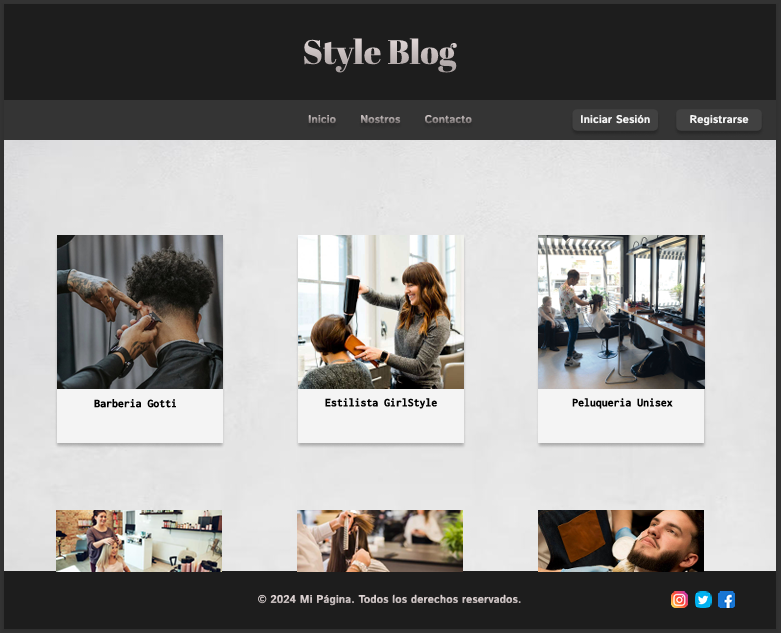 Style Blog
Inicio Nostros Contacto Iniciar Sesión Registrarse
Barberia Gotti
Estilista GirlStyle
Peluqueria Unisex
© 2024 Mi Página. Todos los derechos reservados.